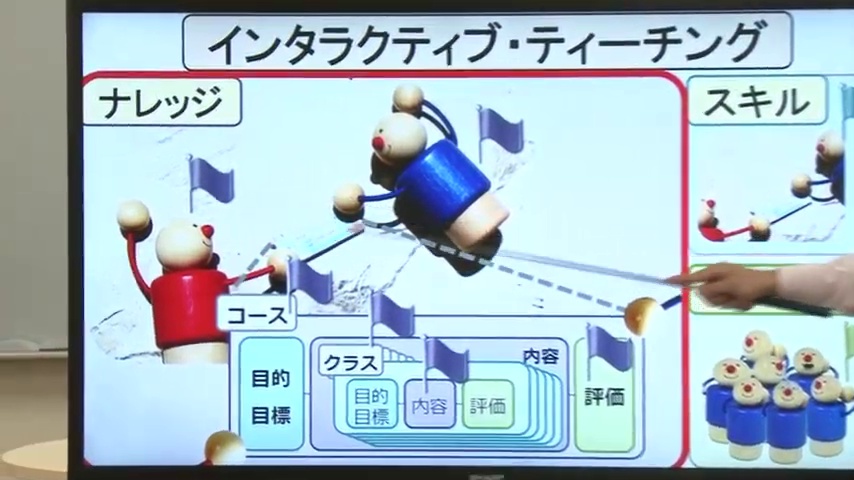 インタラクティブ・ティーチング
ナレッジ
スキル
コース
クラス
内容
目的
目標
目的
目標
内容
評価
評価